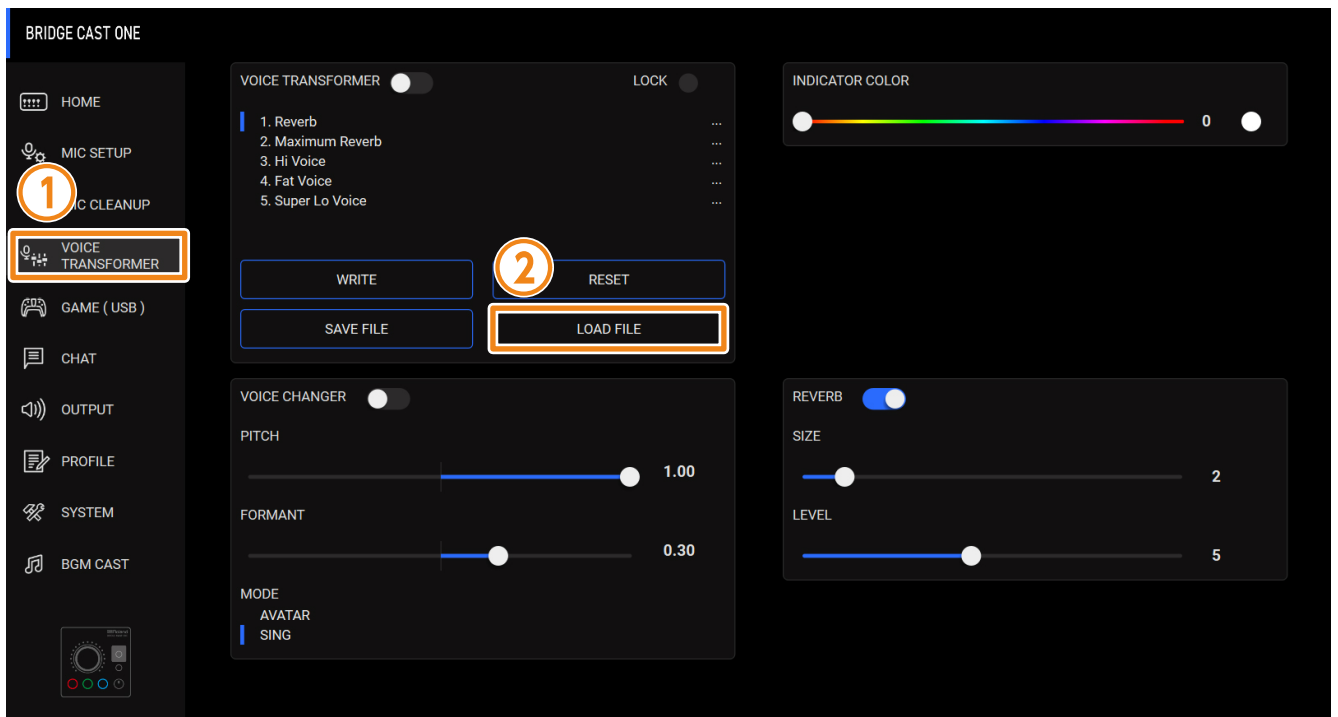 BRIDGE CAST ONE
HOME
MIC SETUP
1
IC CLEANUP
VOICE
TRANSFORMER
GAME ( USB )
CHAT
OUTPUT
PROFILE
SYSTEM
BGM CAST
VOICE TRANSFORMER
LOCK
1. Reverb ...
2. Maximum Reverb ...
3. Hi Voice ...
4. Fat Voice ...
5. Super Lo Voice ...
2
WRITE
RESET
SAVE FILE
LOAD FILE
INDICATOR COLOR
0
VOICE CHANGER
PITCH
1.00
FORMANT
0.30
MODE
AVATAR
SING
REVERB
SIZE
2
LEVEL
5